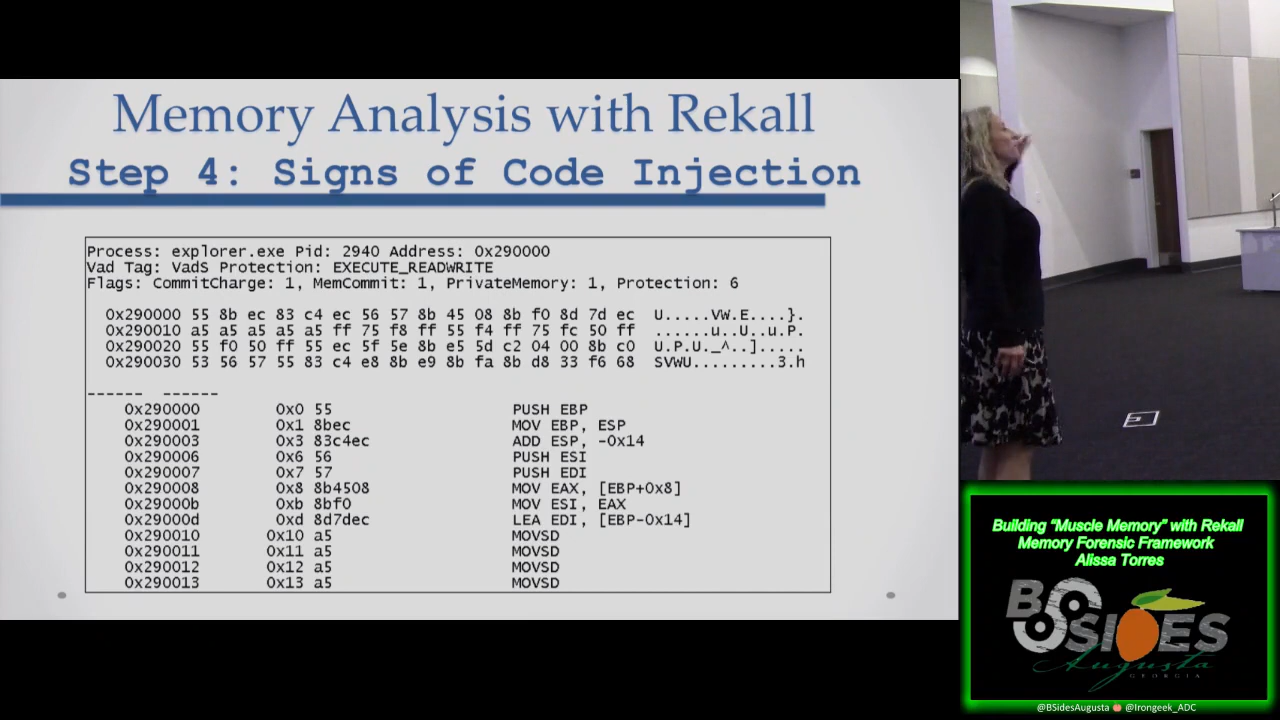 Memory Analysis with Rekall
Step 4: Signs of Code Injection
Process: explorer.exe Pid: 2940 Address: 0x290000
Vad Tag: VadS Protection: EXECUTE_READWRITE
Flags: CommitCharge: 1, MemCommit: 1, PrivateMemory: 1, Protection: 6
0x290000 55 8b ec 83 c4 ec 56 57 8b 45 08 8b f0 8d 7d ec U.....VW.E....}.
0x290010 a5 a5 a5 a5 a5 ff 75 f8 ff 55 f4 ff 75 fc 50 ff ......u..U..u.P.
0x290020 55 f0 50 ff 55 ec 5f 5e 8b e5 5d c2 04 00 8b c0 U.P.U._^..].....
0x290030 53 56 57 55 83 c4 e8 8b e9 8b fa 8b d8 33 f6 68 SVWU.........3.h
------ ------
0x290000 0x0 55 PUSH EBP
0x290001 0x1 8bec MOV EBP, ESP
0x290003 0x3 83c4ec ADD ESP, -0x14
0x290006 0x6 56 PUSH ESI
0x290007 0x7 57 PUSH EDI
0x290008 0x8 8b4508 MOV EAX, [EBP+0x8]
0x29000b 0xb 8bf0 MOV ESI, EAX
0x29000d 0xd 8d7dec LEA EDI, [EBP-0x14]
0x290010 0x10 a5 MOVSD
0x290011 0x11 a5 MOVSD
0x290012 0x12 a5 MOVSD
0x290013 0x13 a5 MOVSD
Building “Muscle Memory” with Rekall
Memory Forensic Framework
Alissa Torres
BSIDES
Augusta
GEORGIA
@BSidesAugusta @Irongeek_ADC